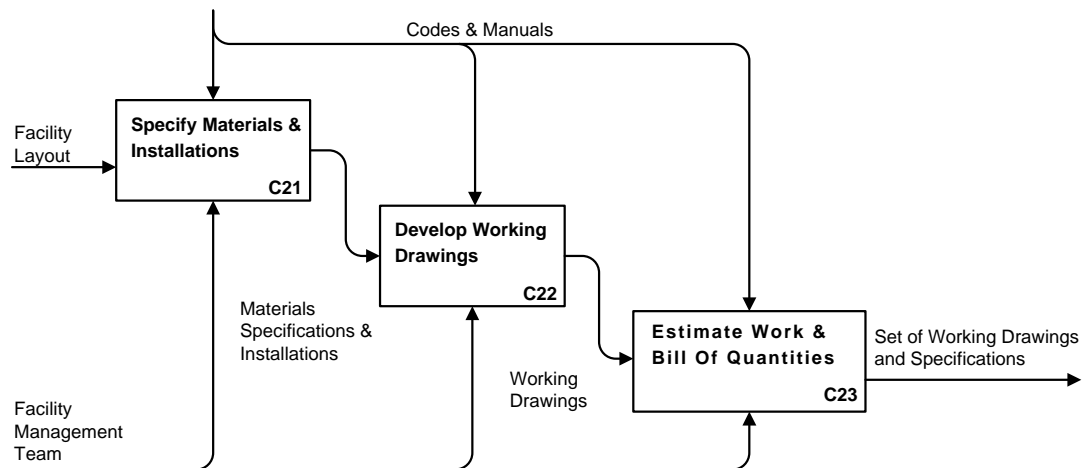 Codes & Manuals
Specify Materials &
Installations
C21
Facility
Layout
Develop Working
Drawings
C22
Materials
Specifications &
Installations
Estimate Work &
Bill Of Quantities
C23
Set of Working Drawings
and Specifications
Working
Drawings
Facility
Management
Team